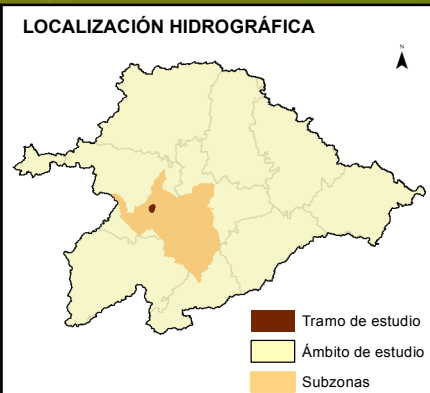 LOCALIZACIÓN HIDROGRÁFICA
N
Tramo de estudio
Ámbito de estudio
Subzonas